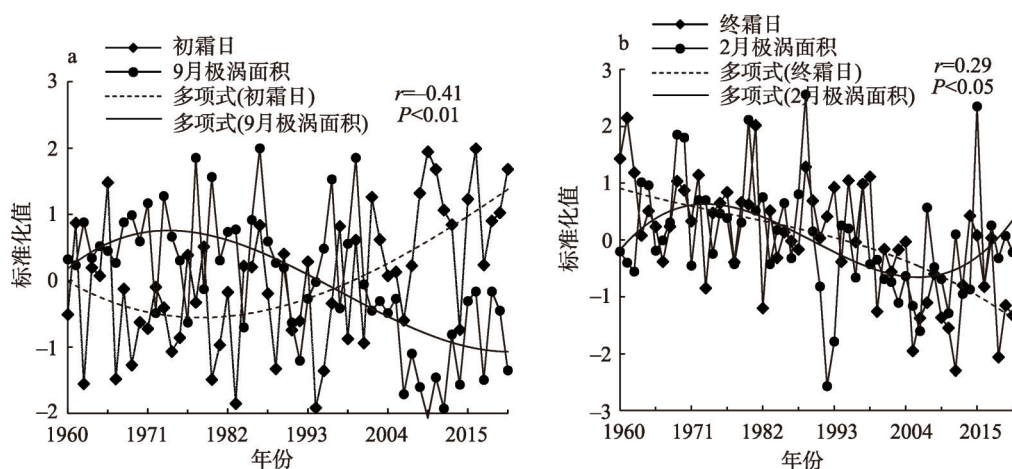 a
初霜日
9月极涡面积
多项式(初霜日)
多项式(9月极涡面积)
r=-0.41
P<0.01
标准化值
3
2
1
0
-1
-2
1960
1971
1982
1993
2004
2015
年份
b
终霜日
2月极涡面积
多项式(终霜日)
多项式(2月极涡面积)
r=0.29
P<0.05
标准化值
3
2
1
0
-1
-2
-3
1960
1971
1982
1993
2004
2015
年份